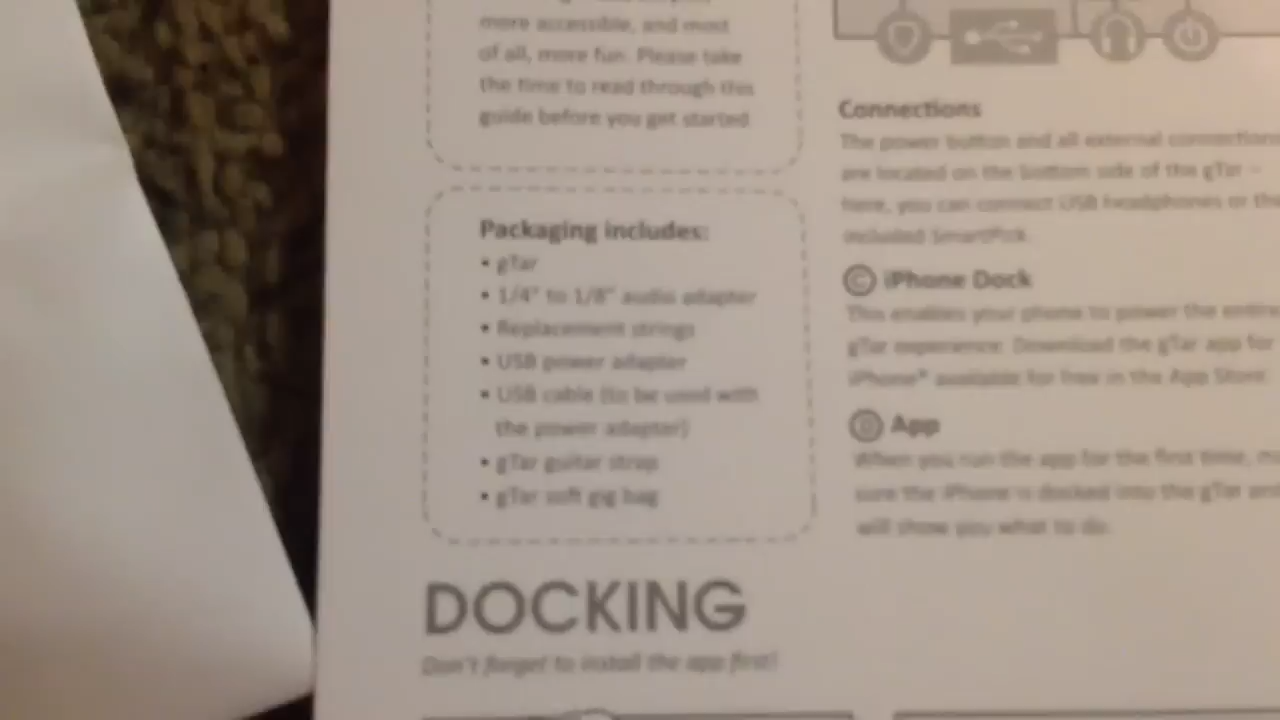 more accessible, and most
of all, more fun. Please take
the time to read through this
guide before you get started
Packaging includes:
• gTar
• 1/4" to 1/8" audio adapter
• Replacement strings
• USB power adapter
• USB cable (to be used with
the power adapter)
• gTar guitar strap
• gTar soft gig bag
DOCKING
Don't forget to install the app first!
Connections
The power button and all external connections
are located on the bottom side of the gTar –
here, you can connect USB headphones or the
included SmartPick.
C iPhone Dock
This enables your phone to power the entire
gTar experience. Download the gTar app for
iPhone® available for free in the App Store.
D App
When you run the app for the first time,
sure the iPhone is docked into the gTar
will show you what to do.